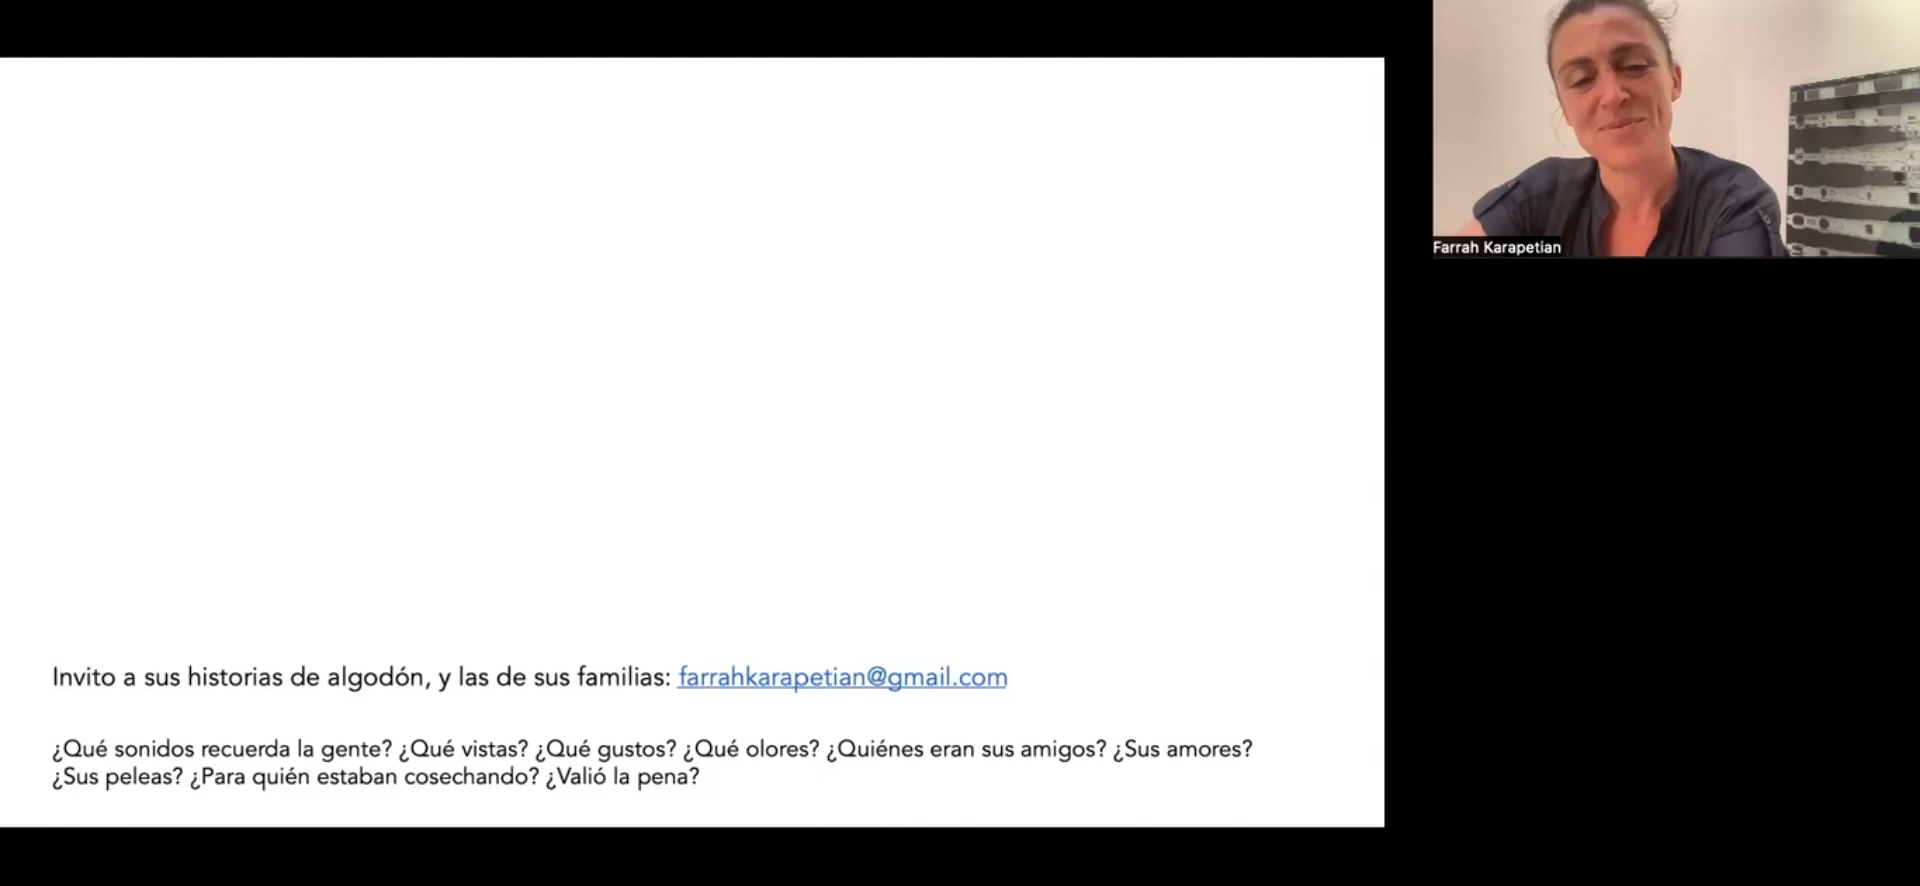 Invito a sus historias de algodón, y las de sus familias: farrahkarapetian@gmail.com
¿Qué sonidos recuerda la gente? ¿Qué vistas? ¿Qué gustos? ¿Qué olores? ¿Quiénes eran sus amigos? ¿Sus amores?
¿Sus peleas? ¿Para quién estaban cosechando? ¿Valió la pena?
Farrah Karapetian